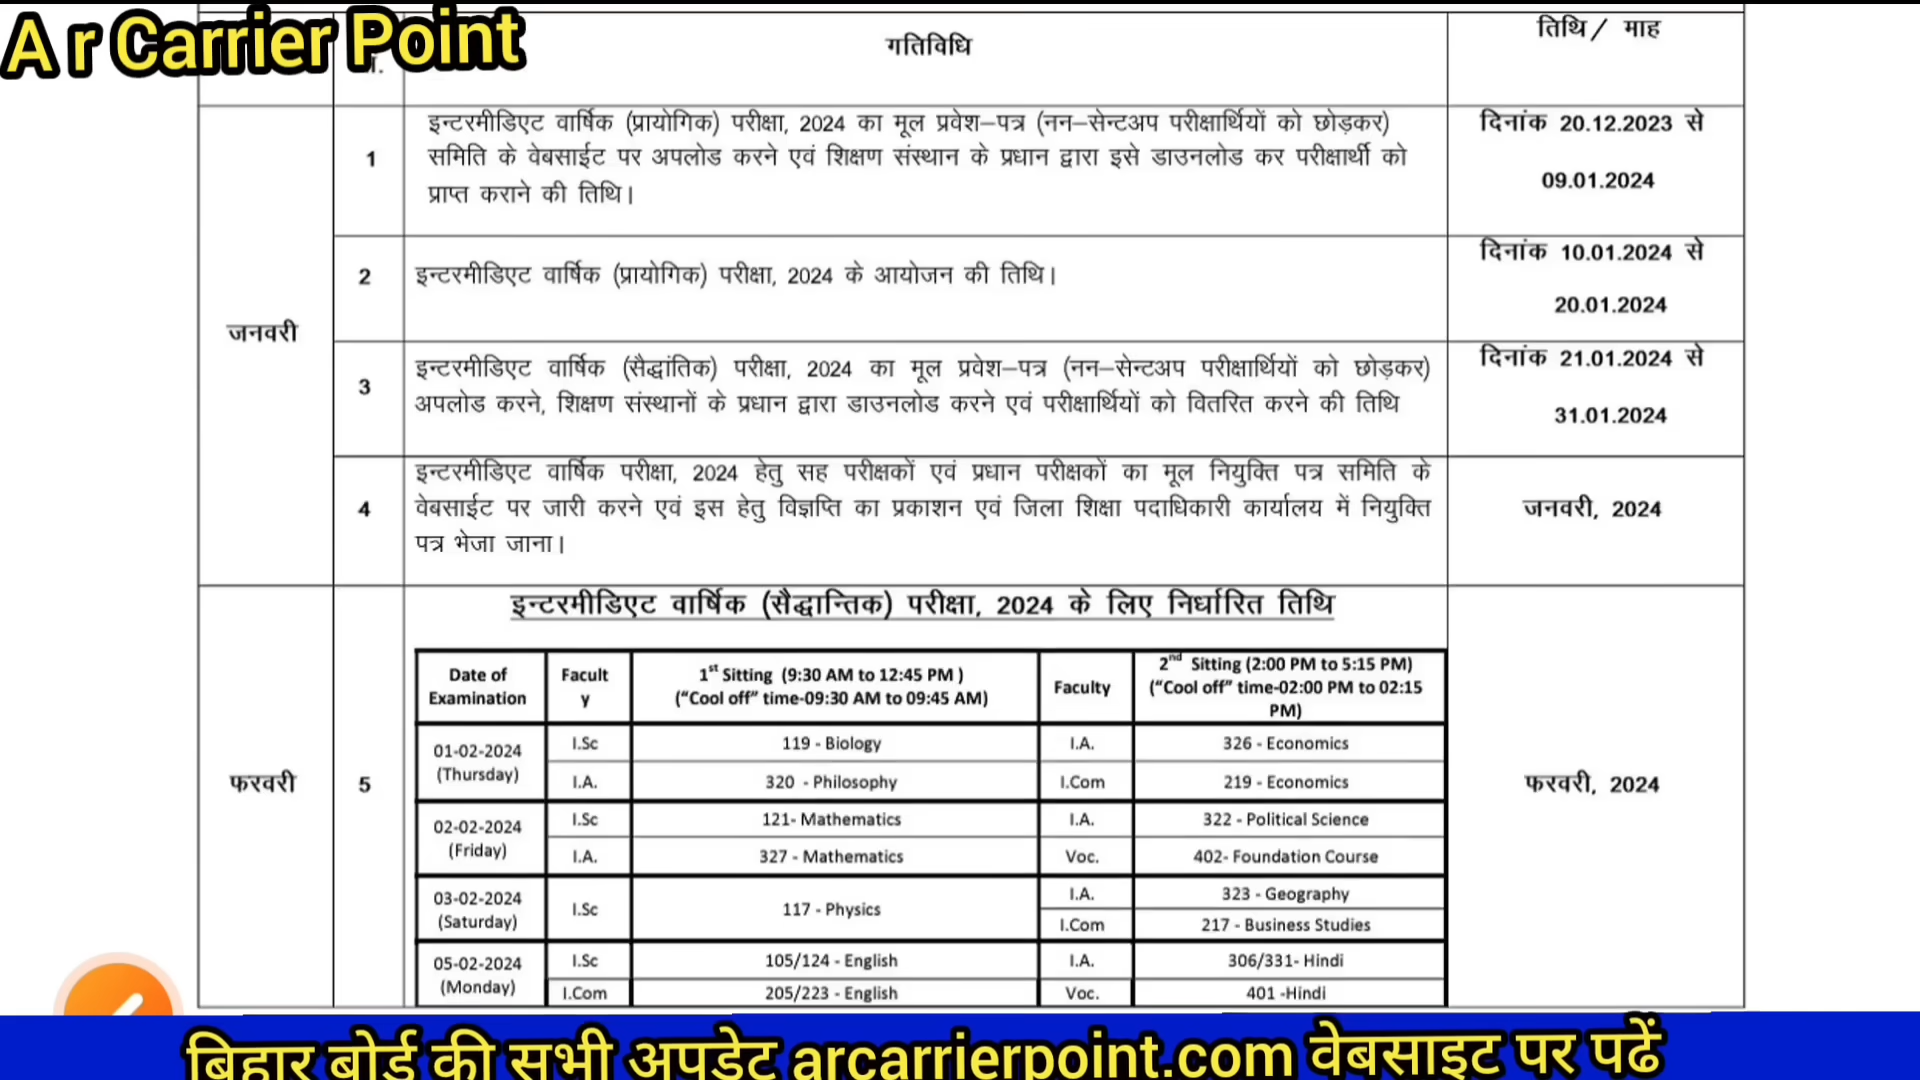 A r Carrier Point
गतिविधि
तिथि / माह
जनवरी
1
इन्टरमीडिएट वार्षिक (प्रायोगिक) परीक्षा, 2024 का मूल प्रवेश–पत्र (नन–सेन्टअप परीक्षार्थियों को छोड़कर)
समिति के वेबसाईट पर अपलोड करने एवं शिक्षण संस्थान के प्रधान द्वारा इसे डाउनलोड कर परीक्षार्थी को
प्राप्त कराने की तिथि।
दिनांक 20.12.2023 से
09.01.2024
2
इन्टरमीडिएट वार्षिक (प्रायोगिक) परीक्षा, 2024 के आयोजन की तिथि।
दिनांक 10.01.2024 से
20.01.2024
3
इन्टरमीडिएट वार्षिक (सैद्धांतिक) परीक्षा, 2024 का मूल प्रवेश–पत्र (नन–सेन्टअप परीक्षार्थियों को छोड़कर)
अपलोड करने, शिक्षण संस्थानों के प्रधान द्वारा डाउनलोड करने एवं परीक्षार्थियों को वितरित करने की तिथि
दिनांक 21.01.2024 से
31.01.2024
4
इन्टरमीडिएट वार्षिक परीक्षा, 2024 हेतु सह परीक्षकों एवं प्रधान परीक्षकों का मूल नियुक्ति पत्र समिति के
वेबसाईट पर जारी करने एवं इस हेतु विज्ञप्ति का प्रकाशन एवं जिला शिक्षा पदाधिकारी कार्यालय में नियुक्ति
पत्र भेजा जाना।
जनवरी, 2024
फरवरी
5
इन्टरमीडिएट वार्षिक (सैद्धान्तिक) परीक्षा, 2024 के लिए निर्धारित तिथि
फरवरी, 2024
Date of
Examination
Facult
y
1st Sitting (9:30 AM to 12:45 PM )
("Cool off" time-09:30 AM to 09:45 AM)
Faculty
2nd Sitting (2:00 PM to 5:15 PM)
("Cool off" time-02:00 PM to 02:15
PM)
01-02-2024
(Thursday)
I.Sc 119 - Biology I.A. 326 - Economics
I.A. 320 - Philosophy I.Com 219 - Economics
02-02-2024
(Friday)
I.Sc 121- Mathematics I.A. 322 - Political Science
I.A. 327 - Mathematics Voc. 402- Foundation Course
03-02-2024
(Saturday)
I.Sc 117 - Physics
I.A. 323 - Geography
I.Com 217 - Business Studies
05-02-2024
(Monday)
I.Sc 105/124 - English I.A. 306/331- Hindi
I.Com 205/223 - English Voc. 401 -Hindi
बिहार बोर्ड की सभी अपडेट arcarrierpoint.com वेबसाइट पर पढें